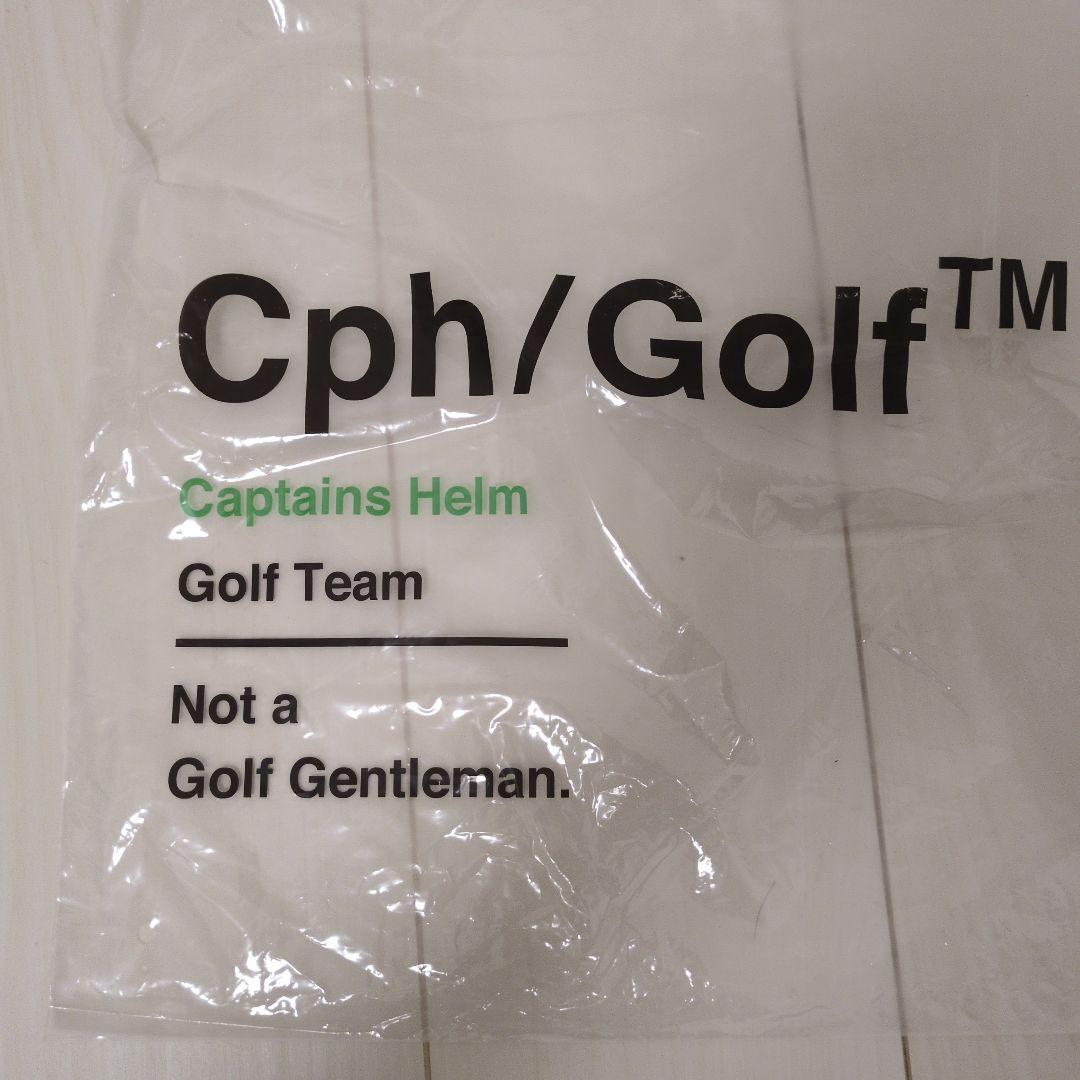 Cph/Golf™
Captains Helm
Golf Team
Not a
Golf Gentleman.